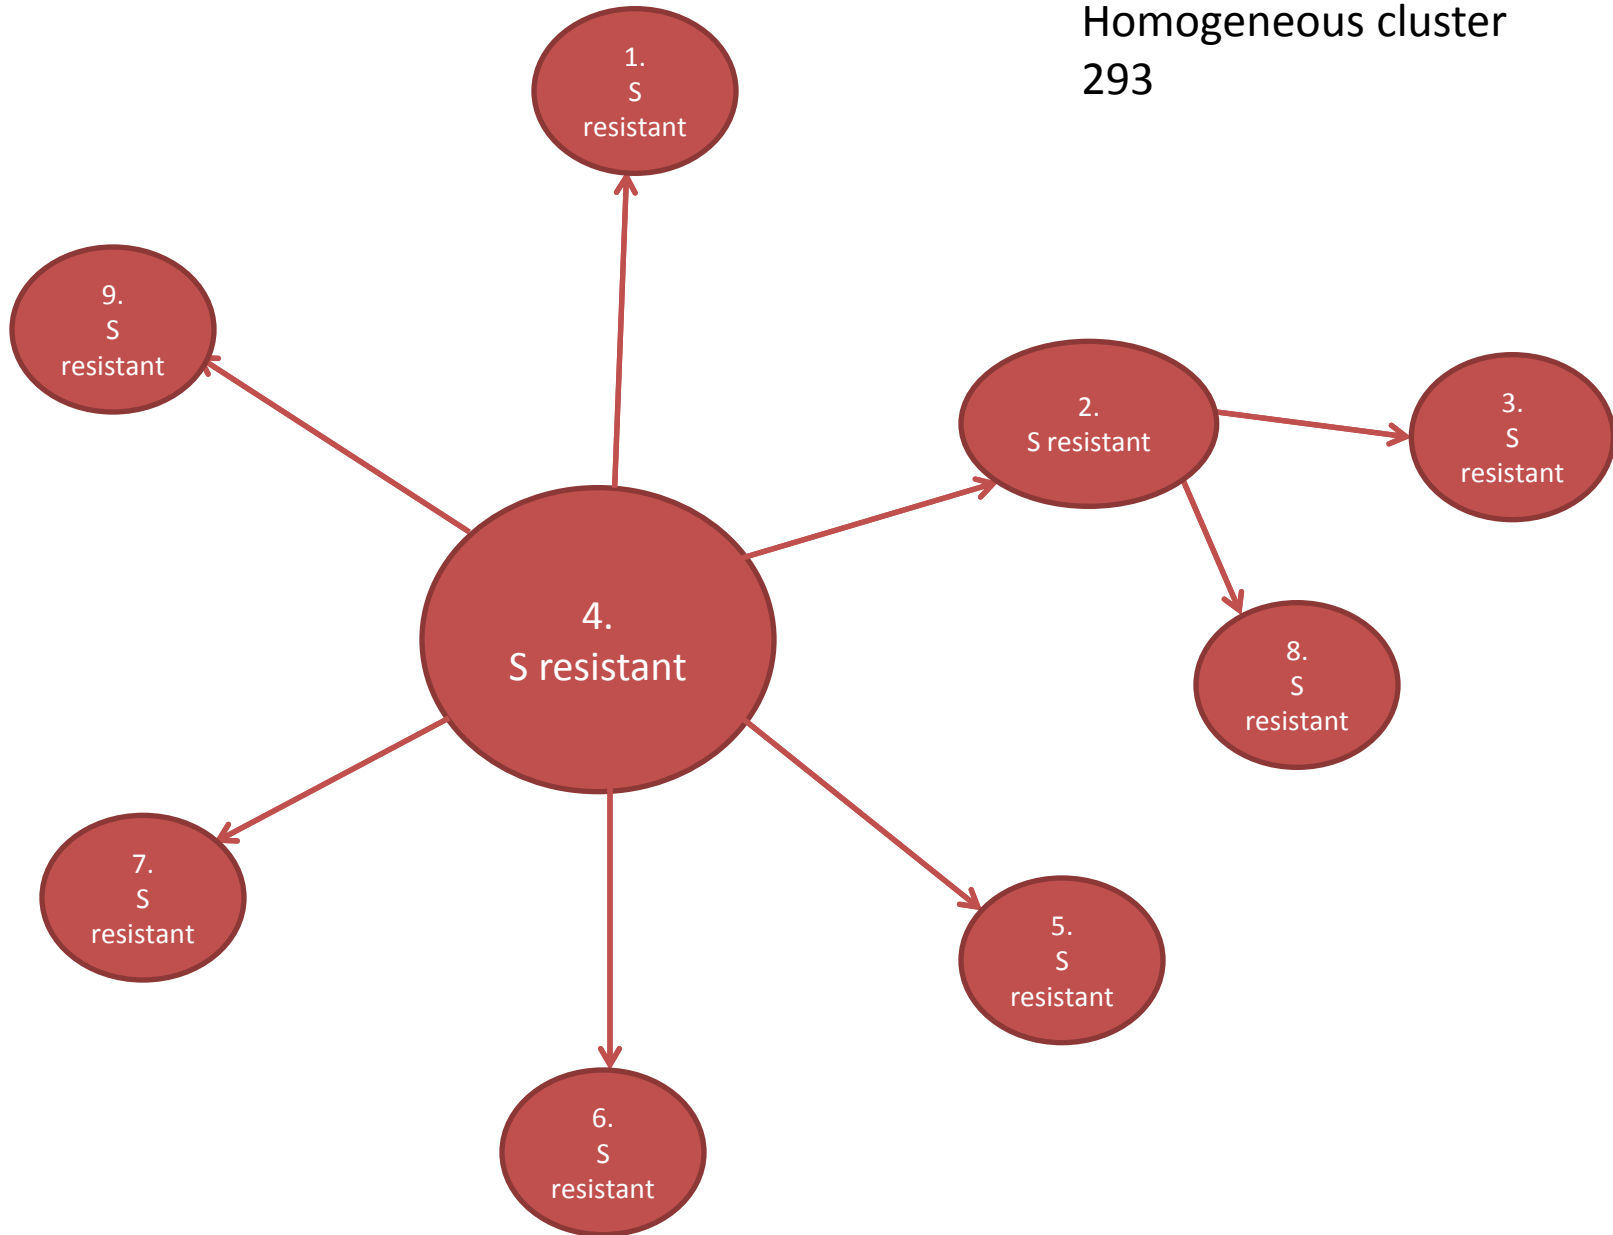 Homogeneous cluster
293
1.
S
resistant
9.
S
resistant
2.
S resistant
3.
S
resistant
4.
S resistant
8.
S
resistant
7.
S
resistant
5.
S
resistant
6.
S
resistant